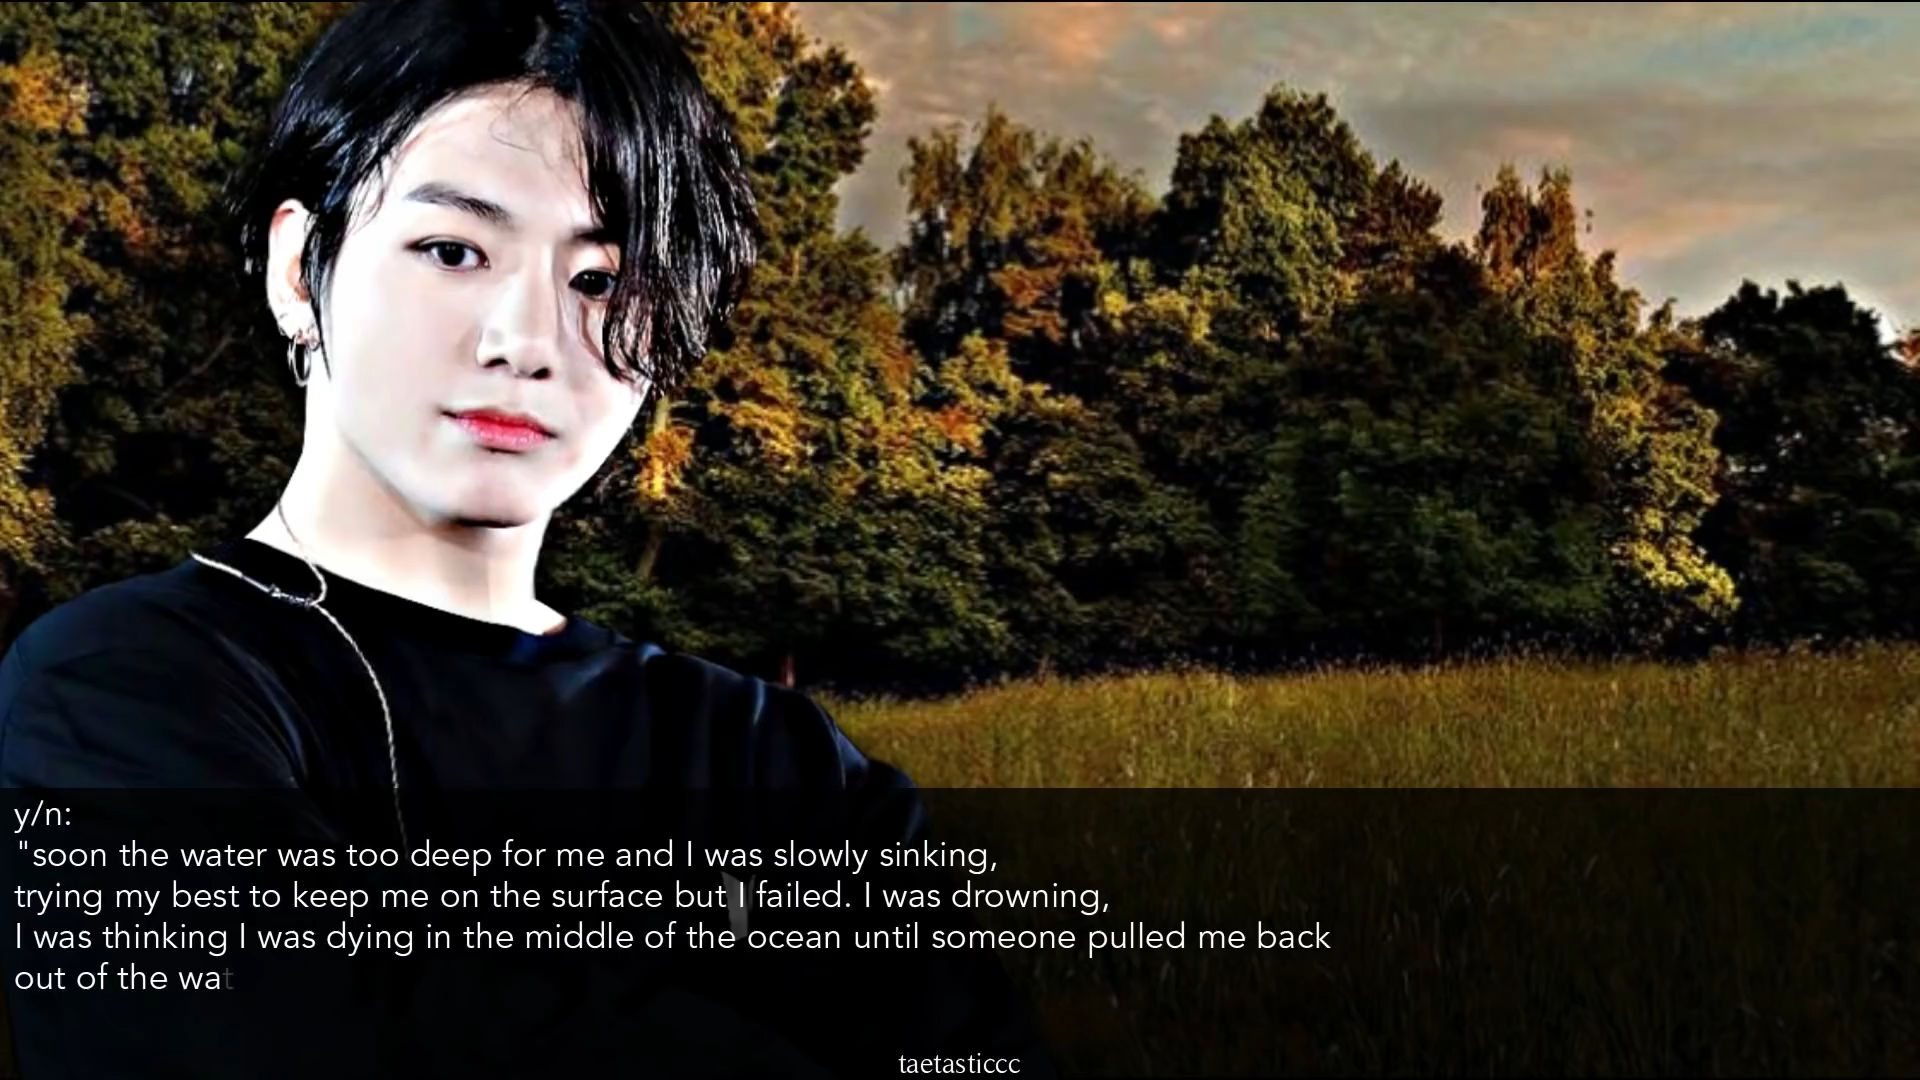 y/n:
"soon the water was too deep for me and I was slowly sinking,
trying my best to keep me on the surface but I failed. I was drowning,
I was thinking I was dying in the middle of the ocean until someone pulled me back
out of the wat
taetasticcc